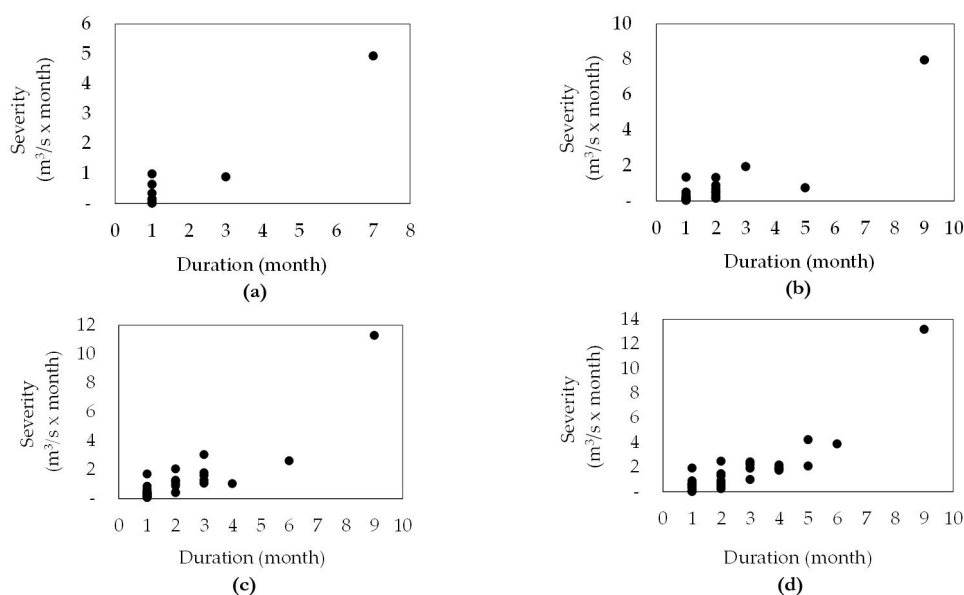 6
5
4
3
2
1
-
Severity
(m³/s x month)
0 1 2 3 4 5 6 7 8
Duration (month)
(a)
10
8
6
4
2
-
Severity
(m³/s x month)
0 1 2 3 4 5 6 7 8 9 10
Duration (month)
(b)
12
10
8
6
4
2
-
Severity
(m³/s x month)
0 1 2 3 4 5 6 7 8 9 10
Duration (month)
(c)
14
12
10
8
6
4
2
-
Severity
(m³/s x month)
0 1 2 3 4 5 6 7 8 9 10
Duration (month)
(d)